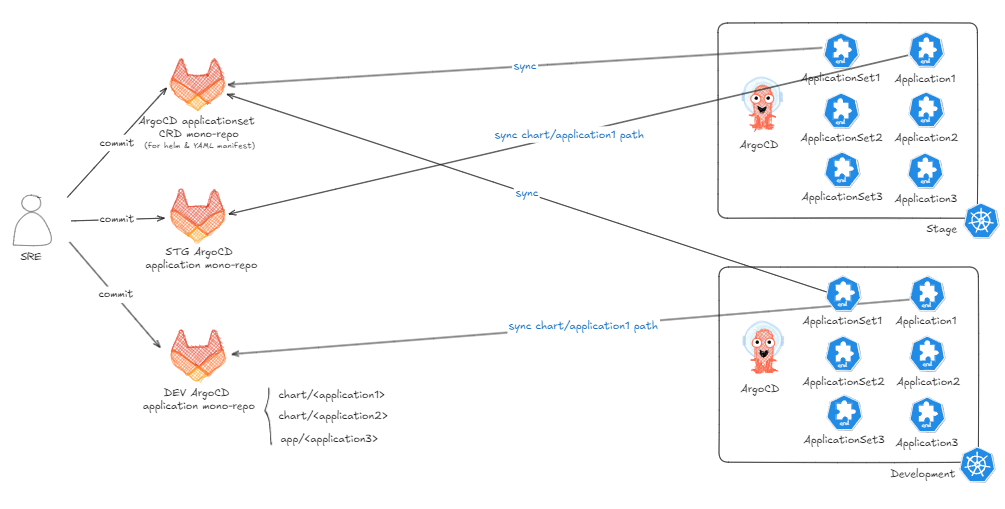 sync
ApplicationSet1
Application1
ArgoCD applicationset
CRD mono-repo
(for helm & YAML manifest)
commit
sync chart/application1 path
ArgoCD
ApplicationSet2
Application2
ApplicationSet3
Application3
Stage
crd
crd
crd
crd
crd
crd
sync
SRE
commit
STG ArgoCD
application mono-repo
commit
sync chart/application1 path
ApplicationSet1
Application1
ArgoCD
ApplicationSet2
Application2
ApplicationSet3
Application3
Development
crd
crd
crd
crd
crd
crd
DEV ArgoCD
application mono-repo
chart/<application1>
chart/<application2>
app/<application3>